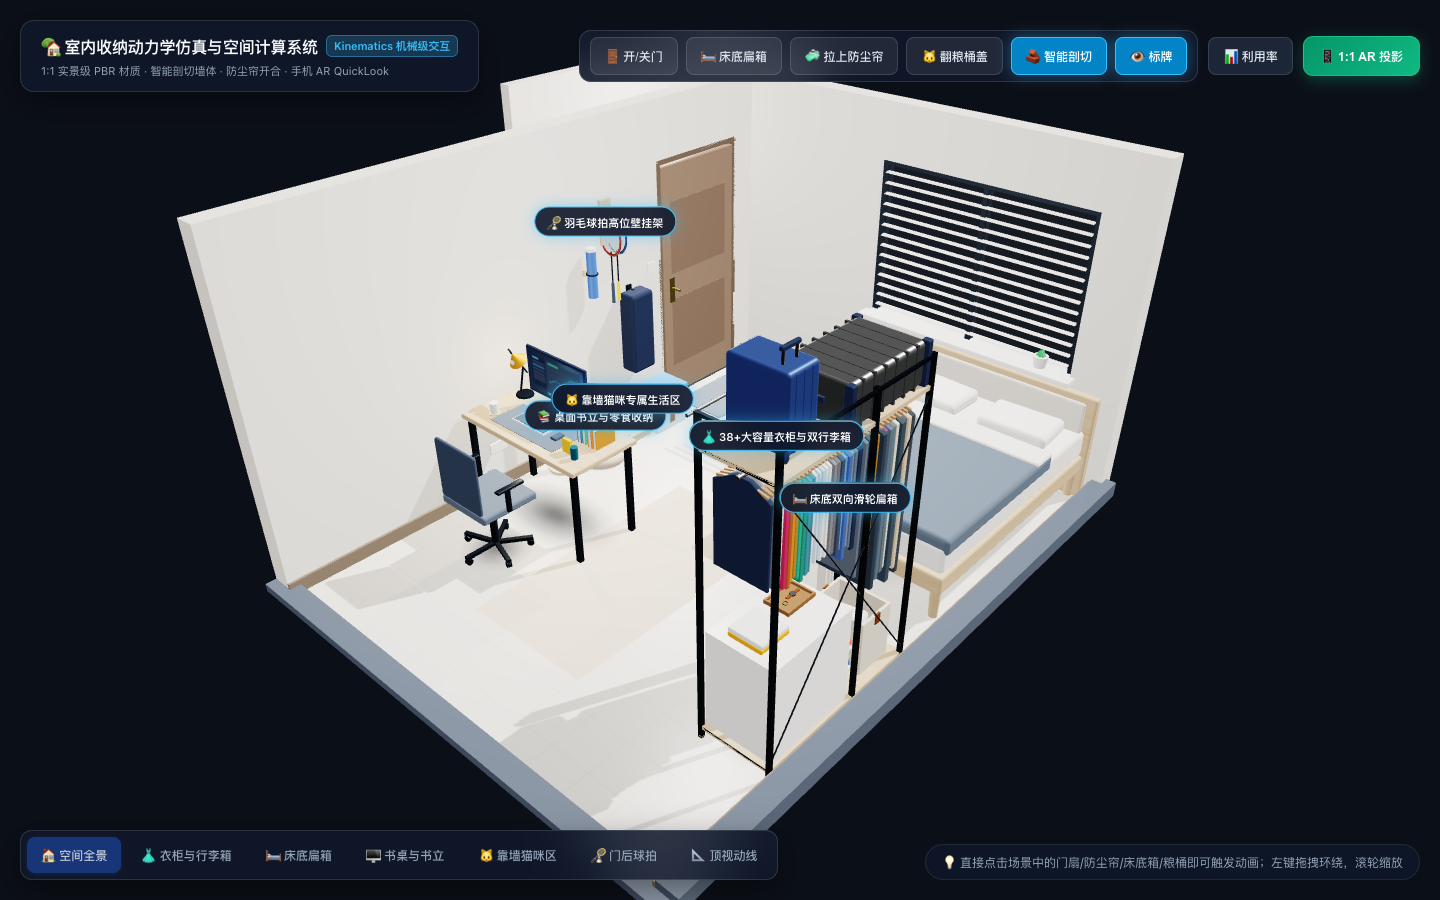 室内收纳动力学仿真与空间计算系统 Kinematics 机械级交互
1:1 实景级 PBR 材质 · 智能剖切墙体 · 防尘帘开合 · 手机 AR QuickLook
开/关门
床底扁箱
拉上防尘帘
翻粮桶盖
智能剖切
标牌
利用率
1:1 AR 投影
羽毛球拍高位壁挂架
靠墙猫咪专属生活区
桌面书立与零食收纳
38+大容量衣柜与双行李箱
床底双向滑轮扁箱
空间全景
衣柜与行李箱
床底扁箱
书桌与书立
靠墙猫咪区
门后球拍
顶视动线
直接点击场景中的门扇/防尘帘/床底箱/粮桶即可触发动画；左键拖拽环绕，滚轮缩放